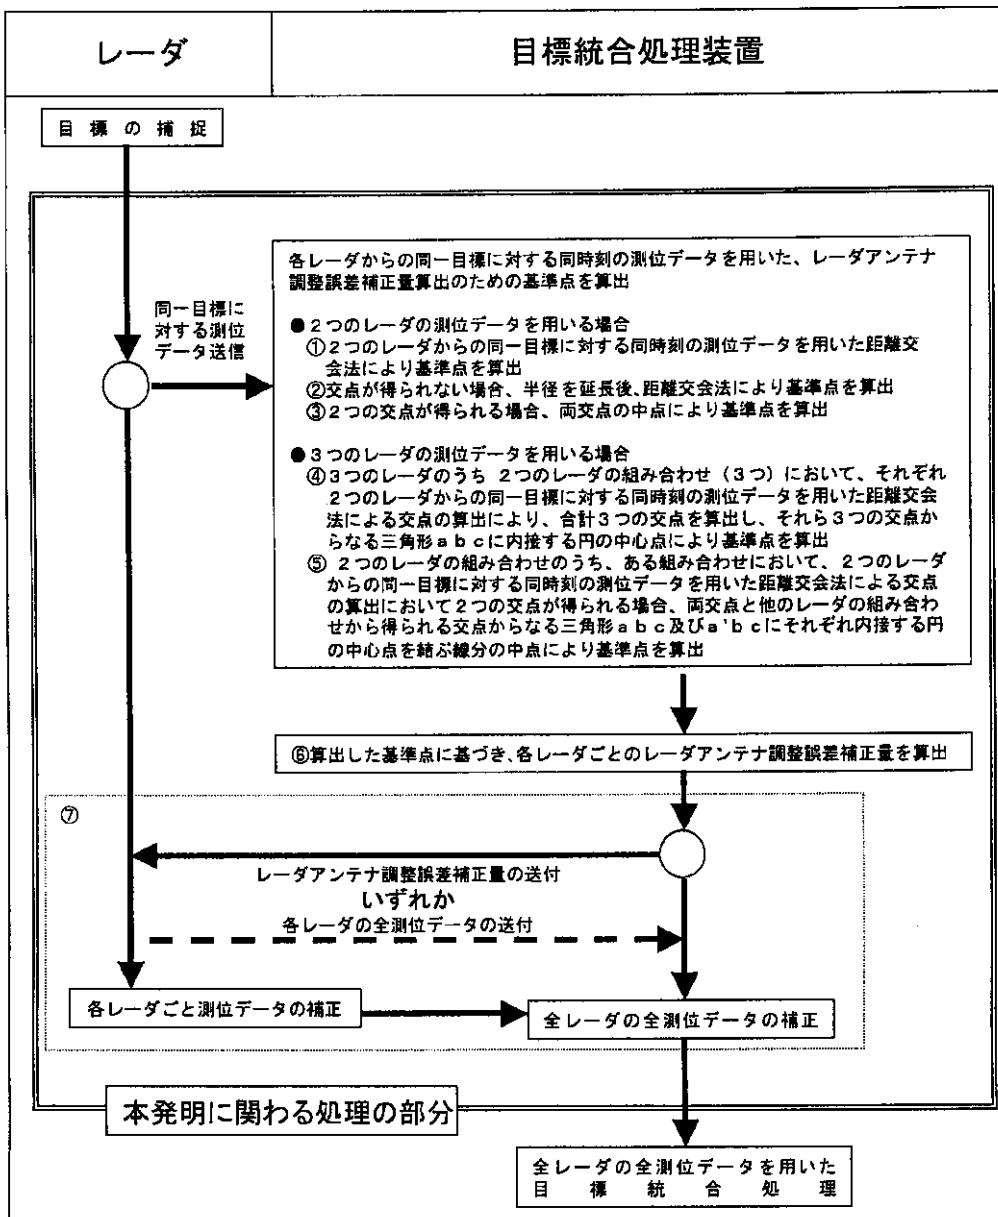 レーダ
目標統合処理装置
目標の捕捉
同一目標に
対する測位
データ送信
各レーダからの同一目標に対する同時刻の測位データを用いた、レーダアンテナ
調整誤差補正量算出のための基準点を算出
●２つのレーダの測位データを用いる場合
①２つのレーダからの同一目標に対する同時刻の測位データを用いた距離交
会法により基準点を算出
②交点が得られない場合、半径を延長後、距離交会法により基準点を算出
③２つの交点が得られる場合、両交点の中点により基準点を算出
●３つのレーダの測位データを用いる場合
④３つのレーダのうち ２つのレーダの組み合わせ（３つ）において、それぞれ
２つのレーダからの同一目標に対する同時刻の測位データを用いた距離交会
法による交点の算出により、合計３つの交点を算出し、それら３つの交点か
らなる三角形ａｂｃに内接する円の中心点により基準点を算出
⑤ ２つのレーダの組み合わせのうち、ある組み合わせにおいて、２つのレーダ
からの同一目標に対する同時刻の測位データを用いた距離交会法による交点
の算出において２つの交点が得られる場合、両交点と他のレーダの組み合わ
せから得られる交点からなる三角形ａｂｃ及びa'ｂｃにそれぞれ内接する円
の中心点を結ぶ線分の中点により基準点を算出
⑥算出した基準点に基づき、各レーダごとのレーダアンテナ調整誤差補正量を算出
⑦
レーダアンテナ調整誤差補正量の送付
いずれか
各レーダの全測位データの送付
各レーダごと測位データの補正
全レーダの全測位データの補正
本発明に関わる処理の部分
全レーダの全測位データを用いた
目標統合処理